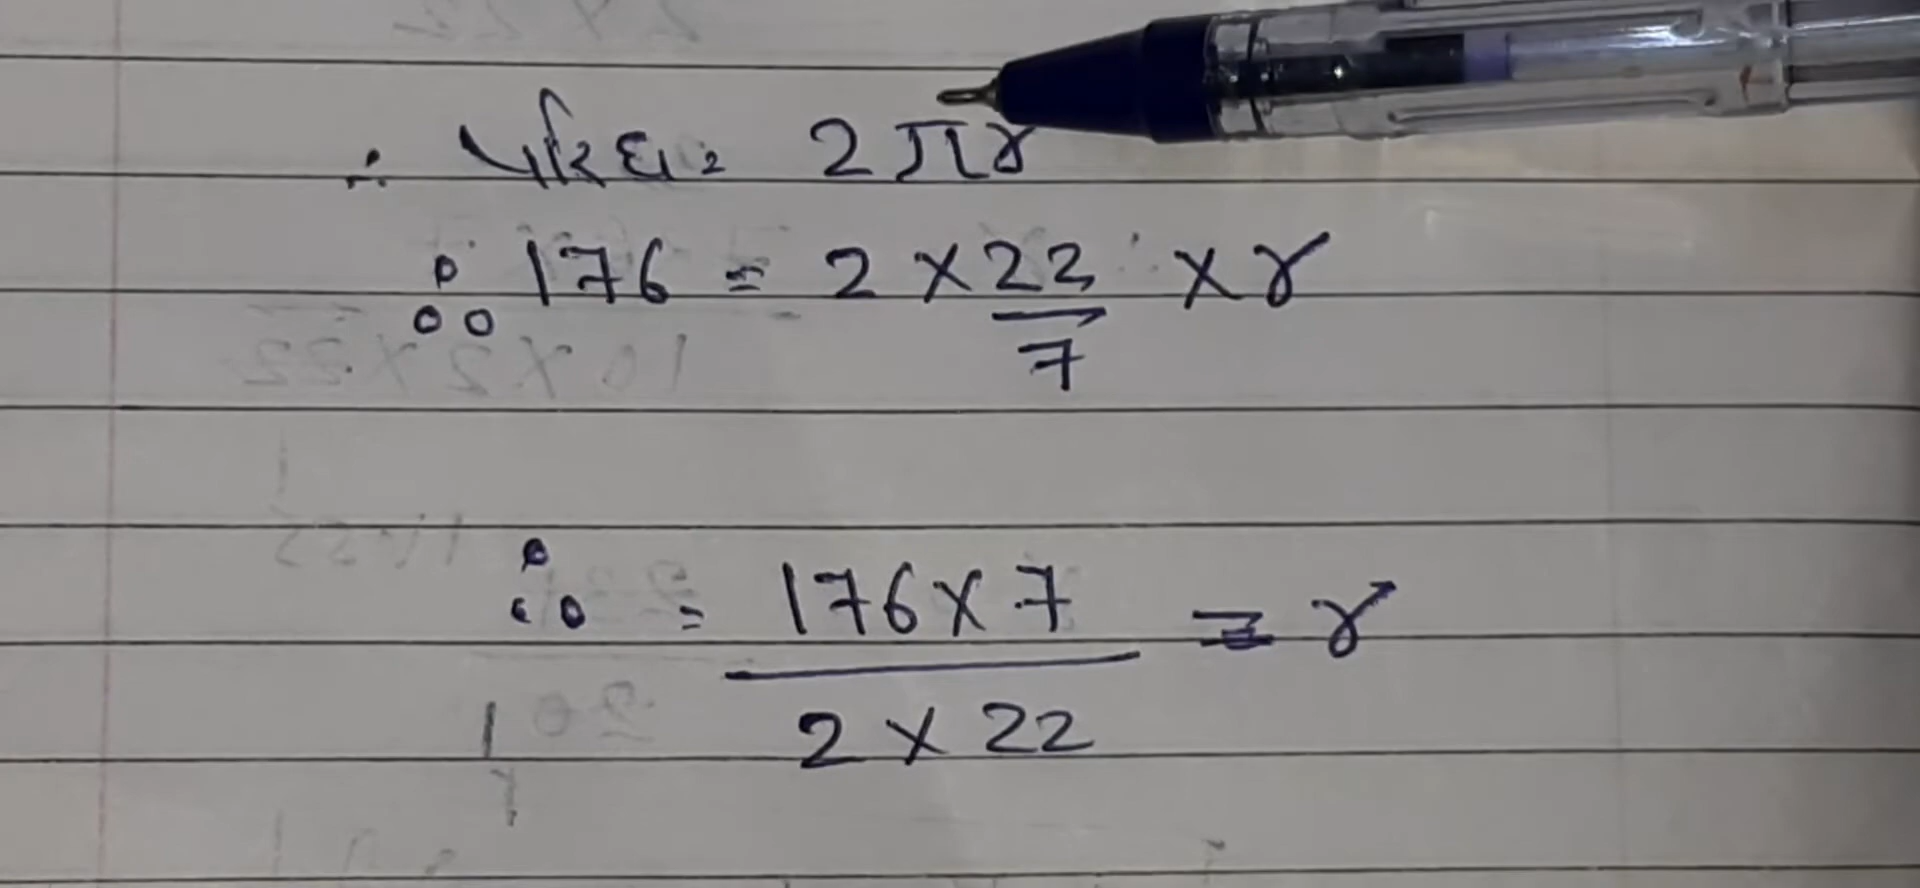 ∴ પરિઘ = 2πr
∴ 176 = 2 × 22/7 × r
∴ = 176 × 7 / 2 × 22 = r